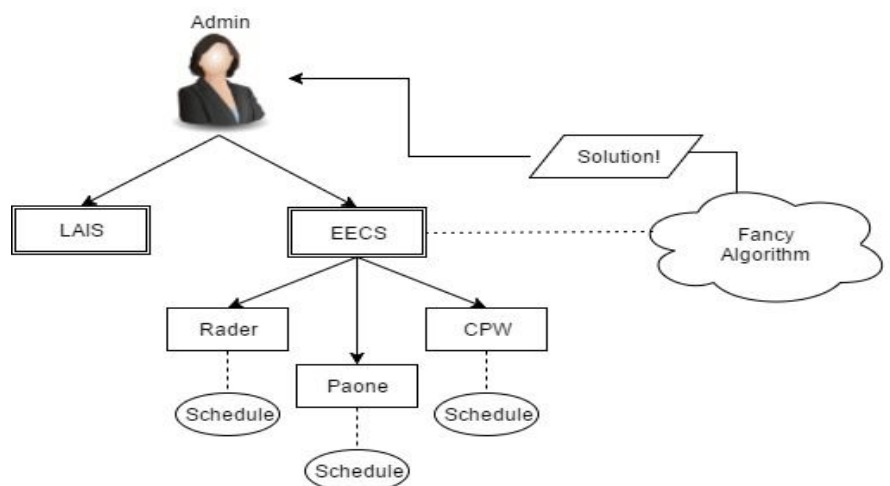 Admin
Solution!
LAIS
EECS
Fancy
Algorithm
Rader
CPW
Paone
Schedule
Schedule
Schedule